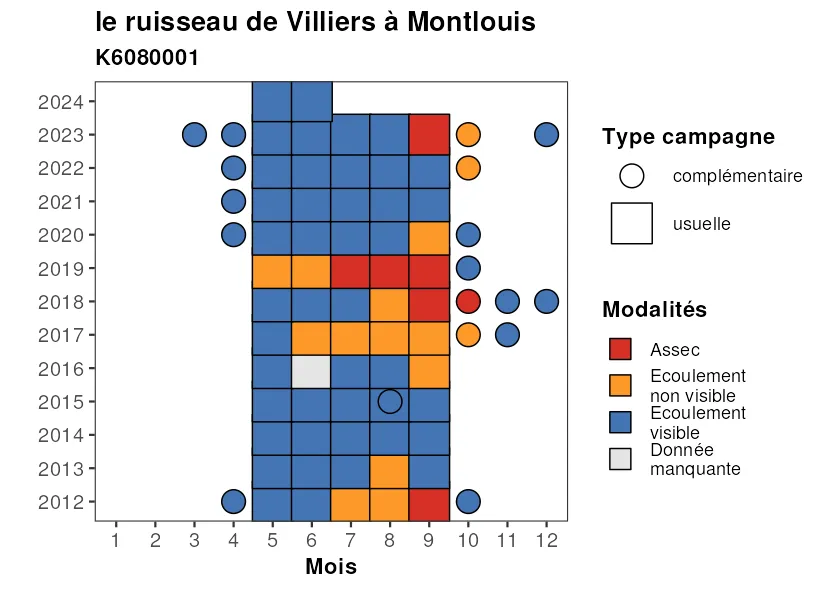 le ruisseau de Villiers à Montlouis
K6080001
2024
2023
2022
2021
2020
2019
2018
2017
2016
2015
2014
2013
2012
1 2 3 4 5 6 7 8 9 10 11 12
Mois
Type campagne
complémentaire
usuelle
Modalités
Assec
Ecoulement
non visible
Ecoulement
visible
Donnée
manquante